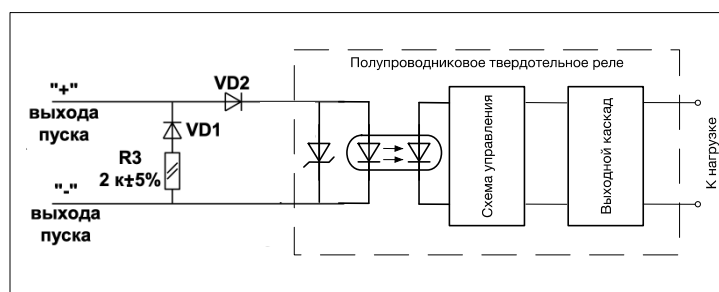 Полупроводниковое твердотельное реле
"+"
выхода
пуска
VD2
VD1
R3
2 к±5%
"-"
выхода
пуска
Схема управления
Выходной каскад
К нагрузке